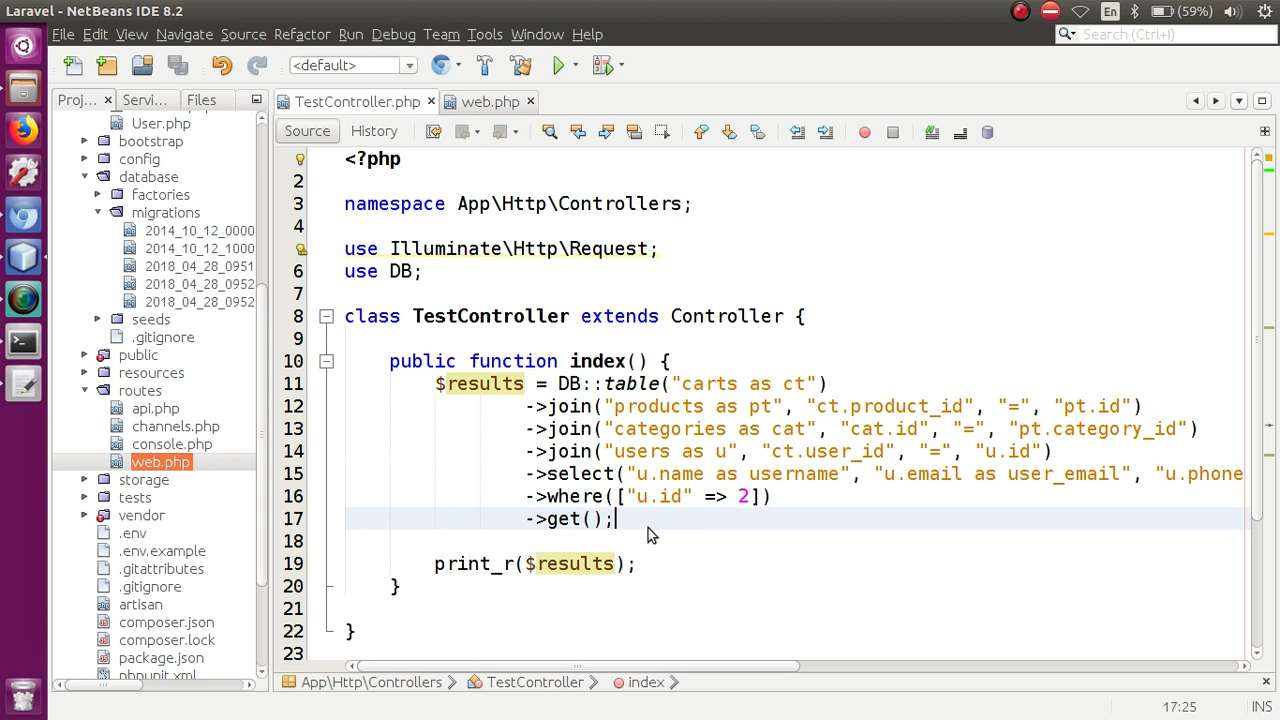 Laravel - NetBeans IDE 8.2
En
(59%)
File Edit View Navigate Source Refactor Run Debug Team Tools Window Help
Search (Ctrl+I)
<default>
Proj... Servi... Files
User.php
bootstrap
config
database
factories
migrations
2014_10_12_0000
2014_10_12_1000
2018_04_28_0951
2018_04_28_0952
2018_04_28_0952
seeds
.gitignore
public
resources
routes
api.php
channels.php
console.php
web.php
storage
tests
vendor
.env
.env.example
.gitattributes
.gitignore
artisan
composer.json
composer.lock
package.json
phpunit.xml
TestController.php web.php
Source History
<?php
2
3 namespace App\Http\Controllers;
4
use Illuminate\Http\Request;
6 use DB;
7
8 class TestController extends Controller {
9
10 public function index() {
11 $results = DB::table("carts as ct")
12 ->join("products as pt", "ct.product_id", "=", "pt.id")
13 ->join("categories as cat", "cat.id", "=", "pt.category_id")
14 ->join("users as u", "ct.user_id", "=", "u.id")
15 ->select("u.name as username", "u.email as user_email", "u.phone
16 ->where(["u.id" => 2])
17 ->get();
18
19 print_r($results);
20 }
21
22 }
23
App\Http\Controllers TestController index
17:25 INS